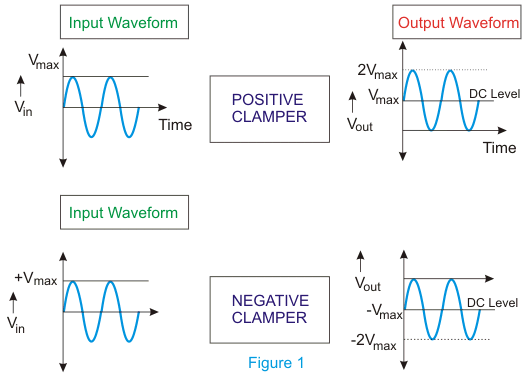 Input Waveform
Output Waveform
Vmax
Vin
Time
POSITIVE
CLAMPER
2Vmax
Vmax
DC Level
Vout
Time
Input Waveform
+Vmax
Vin
NEGATIVE
CLAMPER
Vout
-Vmax
DC Level
-2Vmax
Figure 1